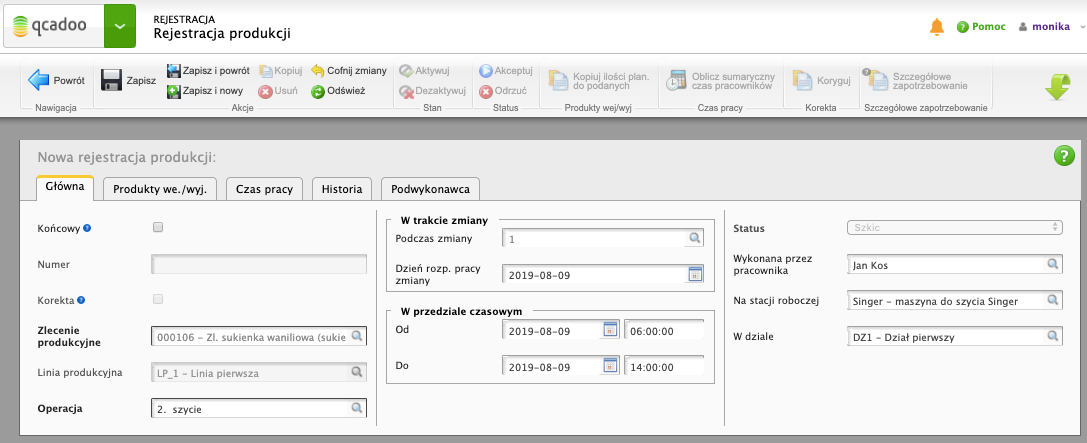 qcadoo
REJESTRACJA
Rejestracja produkcji
Pomoc
monika
Powrót
Nawigacja
Zapisz
Zapisz i powrót
Kopiuj
Cofnij zmiany
Zapisz i nowy
Usuń
Odśwież
Akcje
Aktywuj
Dezaktywuj
Stan
Akceptuj
Odrzuć
Status
Kopiuj ilości plan.
do podanych
Produkty wej/wyj
Oblicz sumaryczny
czas pracowników
Czas pracy
Koryguj
Korekta
Szczegółowe
zapotrzebowanie
Szczegółowe zapotrzebowanie
Nowa rejestracja produkcji:
Główna
Produkty we./wyj.
Czas pracy
Historia
Podwykonawca
Końcowy
Numer
Korekta
Zlecenie
produkcyjne
000106 - Zl. sukienka waniliowa (sukie
Linia produkcyjna
LP_1 - Linia pierwsza
Operacja
2. szycie
W trakcie zmiany
Podczas zmiany
1
Dzień rozp. pracy
zmiany
2019-08-09
W przedziale czasowym
Od
2019-08-09
06:00:00
Do
2019-08-09
14:00:00
Status
Szkic
Wykonana przez
pracownika
Jan Kos
Na stacji roboczej
Singer - maszyna do szycia Singer
W dziale
DZ1 - Dział pierwszy